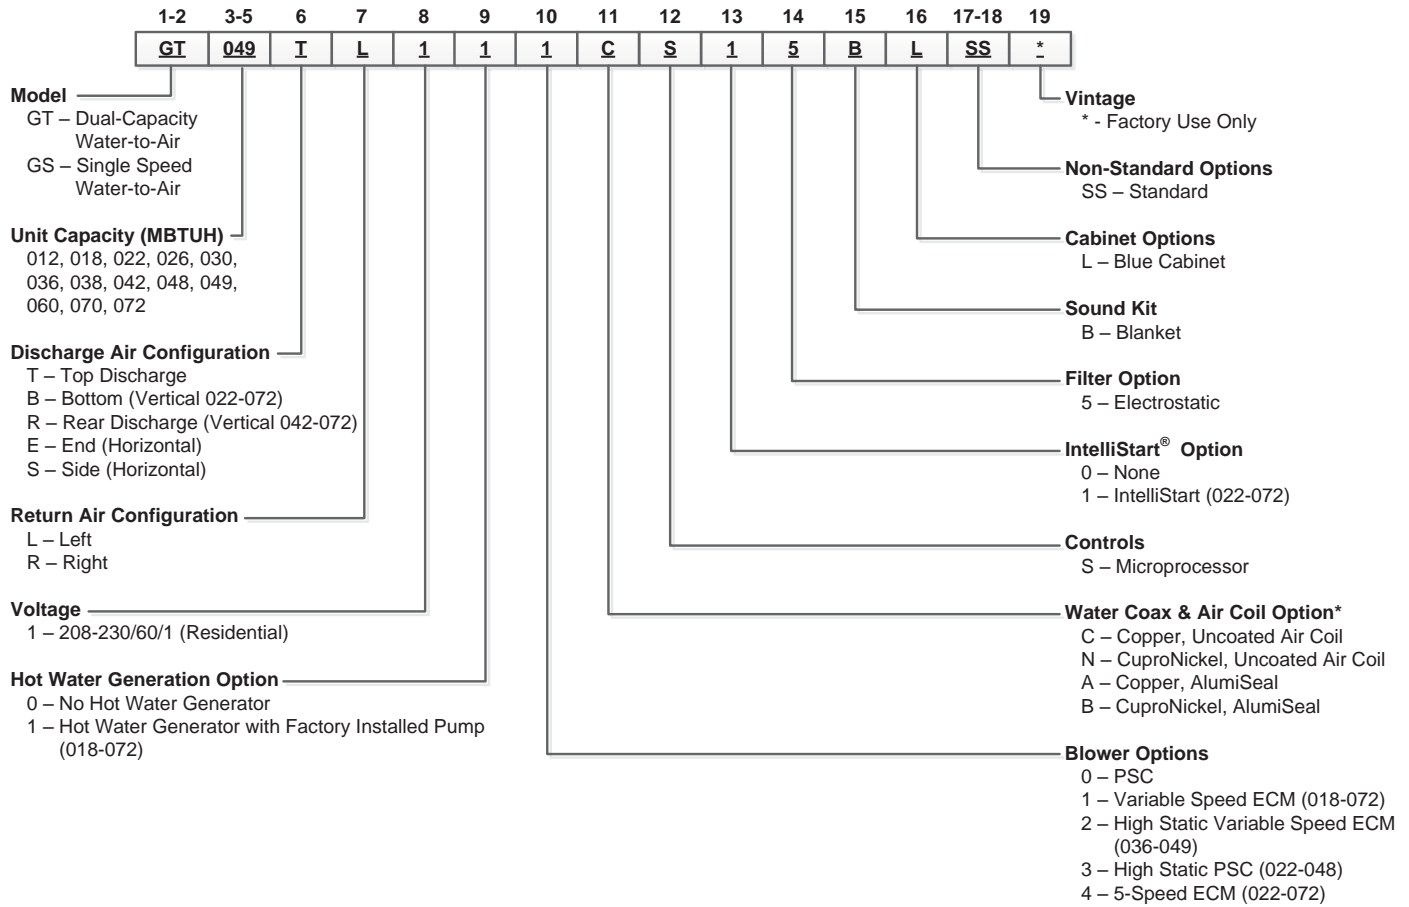 1-2 3-5 6 7 8 9 10 11 12 13 14 15 16 17-18 19
GT 049 T L 1 1 1 C S 1 5 B L SS *
Model
GT – Dual-Capacity
Water-to-Air
GS – Single Speed
Water-to-Air
Unit Capacity (MBTUH)
012, 018, 022, 026, 030,
036, 038, 042, 048, 049,
060, 070, 072
Discharge Air Configuration
T – Top Discharge
B – Bottom (Vertical 022-072)
R – Rear Discharge (Vertical 042-072)
E – End (Horizontal)
S – Side (Horizontal)
Return Air Configuration
L – Left
R – Right
Voltage
1 – 208-230/60/1 (Residential)
Hot Water Generation Option
0 – No Hot Water Generator
1 – Hot Water Generator with Factory Installed Pump
(018-072)
Vintage
* - Factory Use Only
Non-Standard Options
SS – Standard
Cabinet Options
L – Blue Cabinet
Sound Kit
B – Blanket
Filter Option
5 – Electrostatic
IntelliStart® Option
0 – None
1 – IntelliStart (022-072)
Controls
S – Microprocessor
Water Coax & Air Coil Option*
C – Copper, Uncoated Air Coil
N – CuproNickel, Uncoated Air Coil
A – Copper, AlumiSeal
B – CuproNickel, AlumiSeal
Blower Options
0 – PSC
1 – Variable Speed ECM (018-072)
2 – High Static Variable Speed ECM
(036-049)
3 – High Static PSC (022-048)
4 – 5-Speed ECM (022-072)